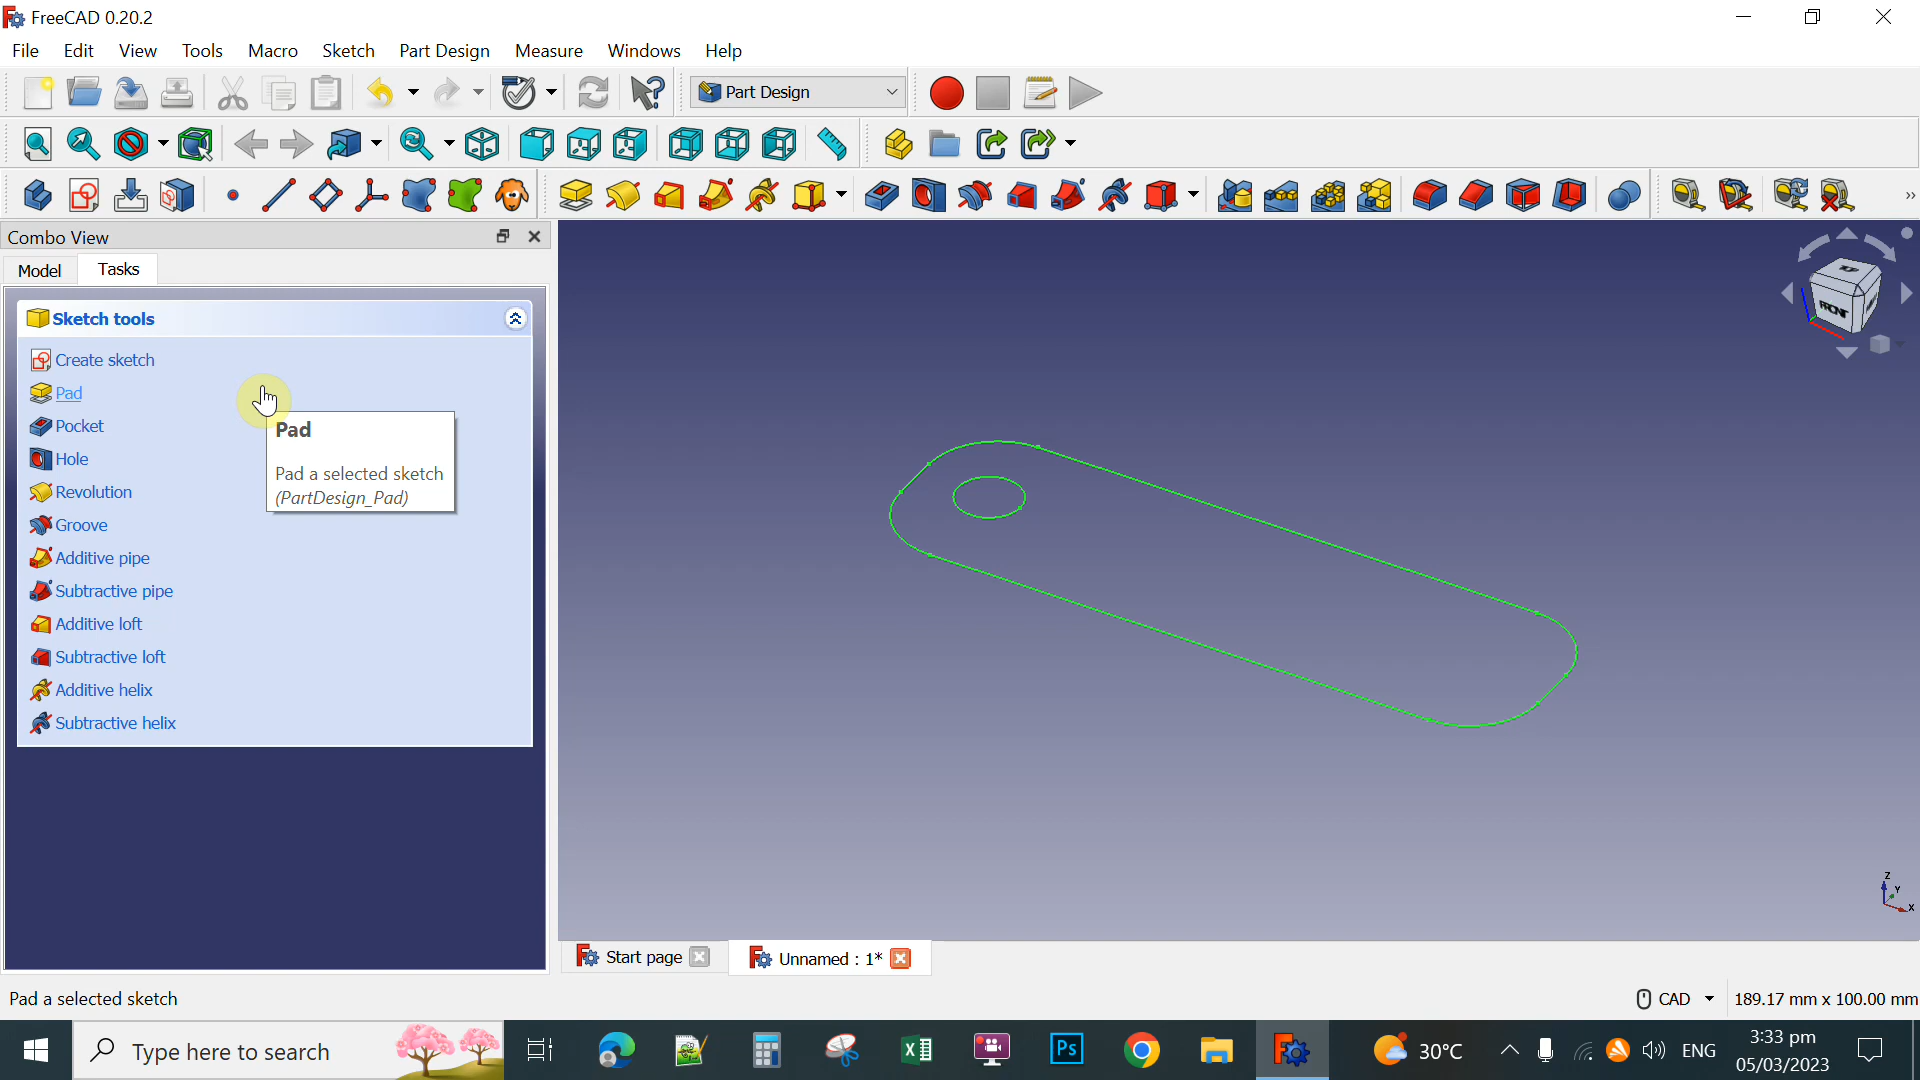 FreeCAD 0.20.2
File Edit View Tools Macro Sketch Part Design Measure Windows Help
Part Design
Combo View
Model Tasks
Sketch tools
Create sketch
Pad
Pocket
Hole
Revolution
Groove
Additive pipe
Subtractive pipe
Additive loft
Subtractive loft
Additive helix
Subtractive helix
Pad
Pad a selected sketch
(PartDesign_Pad)
TOP
FRONT
Z
Y
X
Start page
Unnamed : 1*
Pad a selected sketch
CAD
189.17 mm x 100.00 mm
Type here to search
Ps
30°C
ENG
3:33 pm
05/03/2023